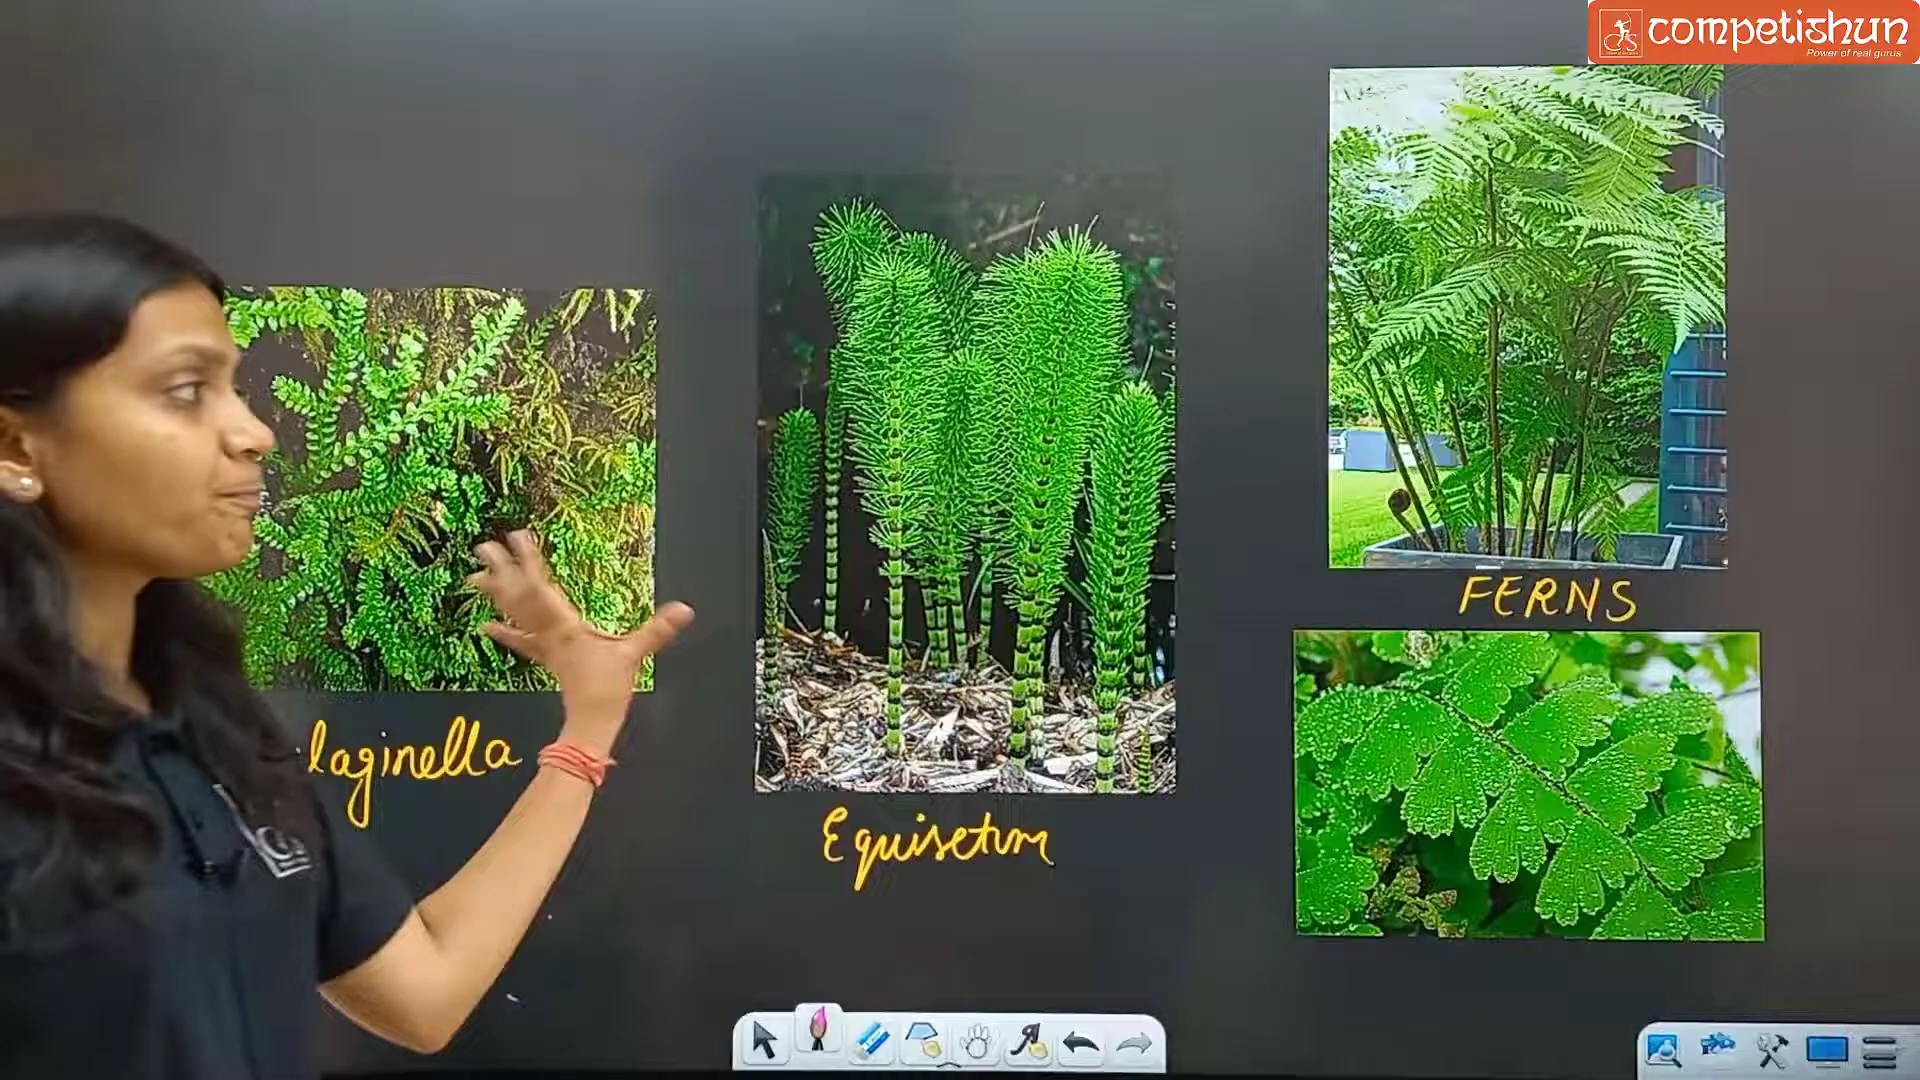 competishun
Power of real gurus
FERNS
laginella
Equisetum